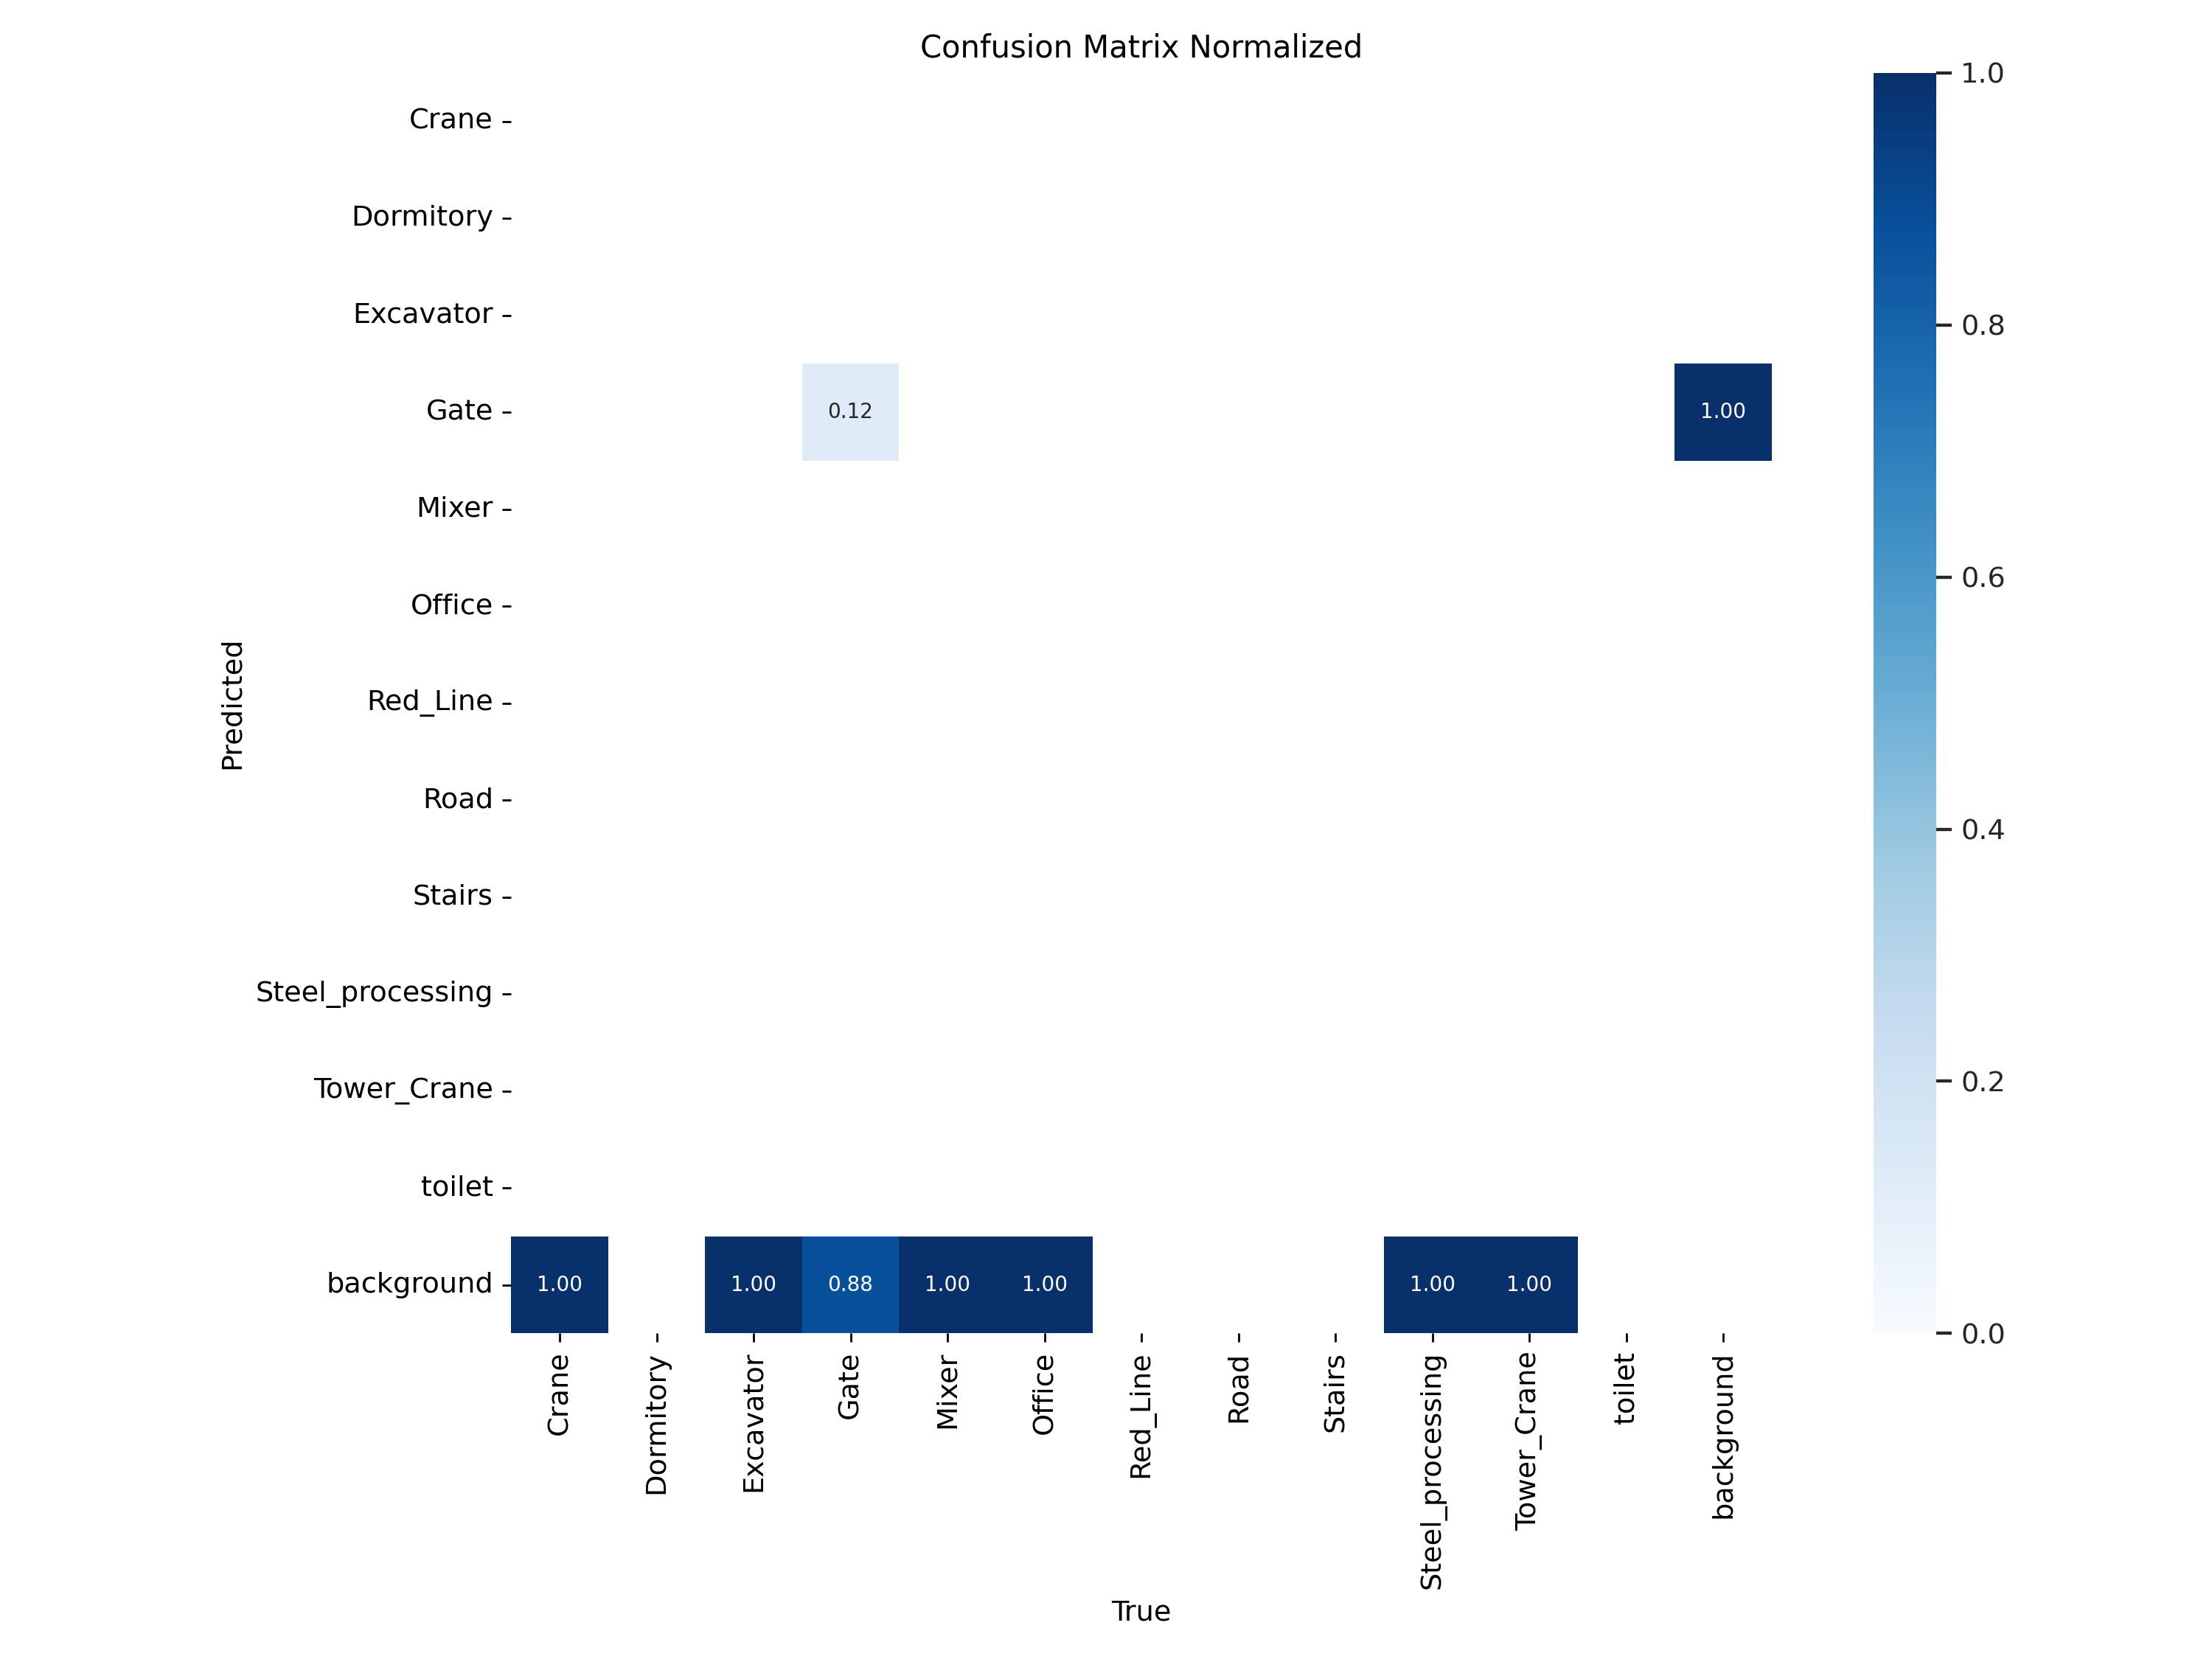 Confusion Matrix Normalized
Crane
Dormitory
Excavator
Gate
0.12
1.00
Mixer
Office
Red_Line
Road
Stairs
Steel_processing
Tower_Crane
toilet
background
1.00
1.00
0.88
1.00
1.00
1.00
1.00
Predicted
Crane
Dormitory
Excavator
Gate
Mixer
Office
Red_Line
Road
Stairs
Steel_processing
Tower_Crane
toilet
background
True
1.0
0.8
0.6
0.4
0.2
0.0